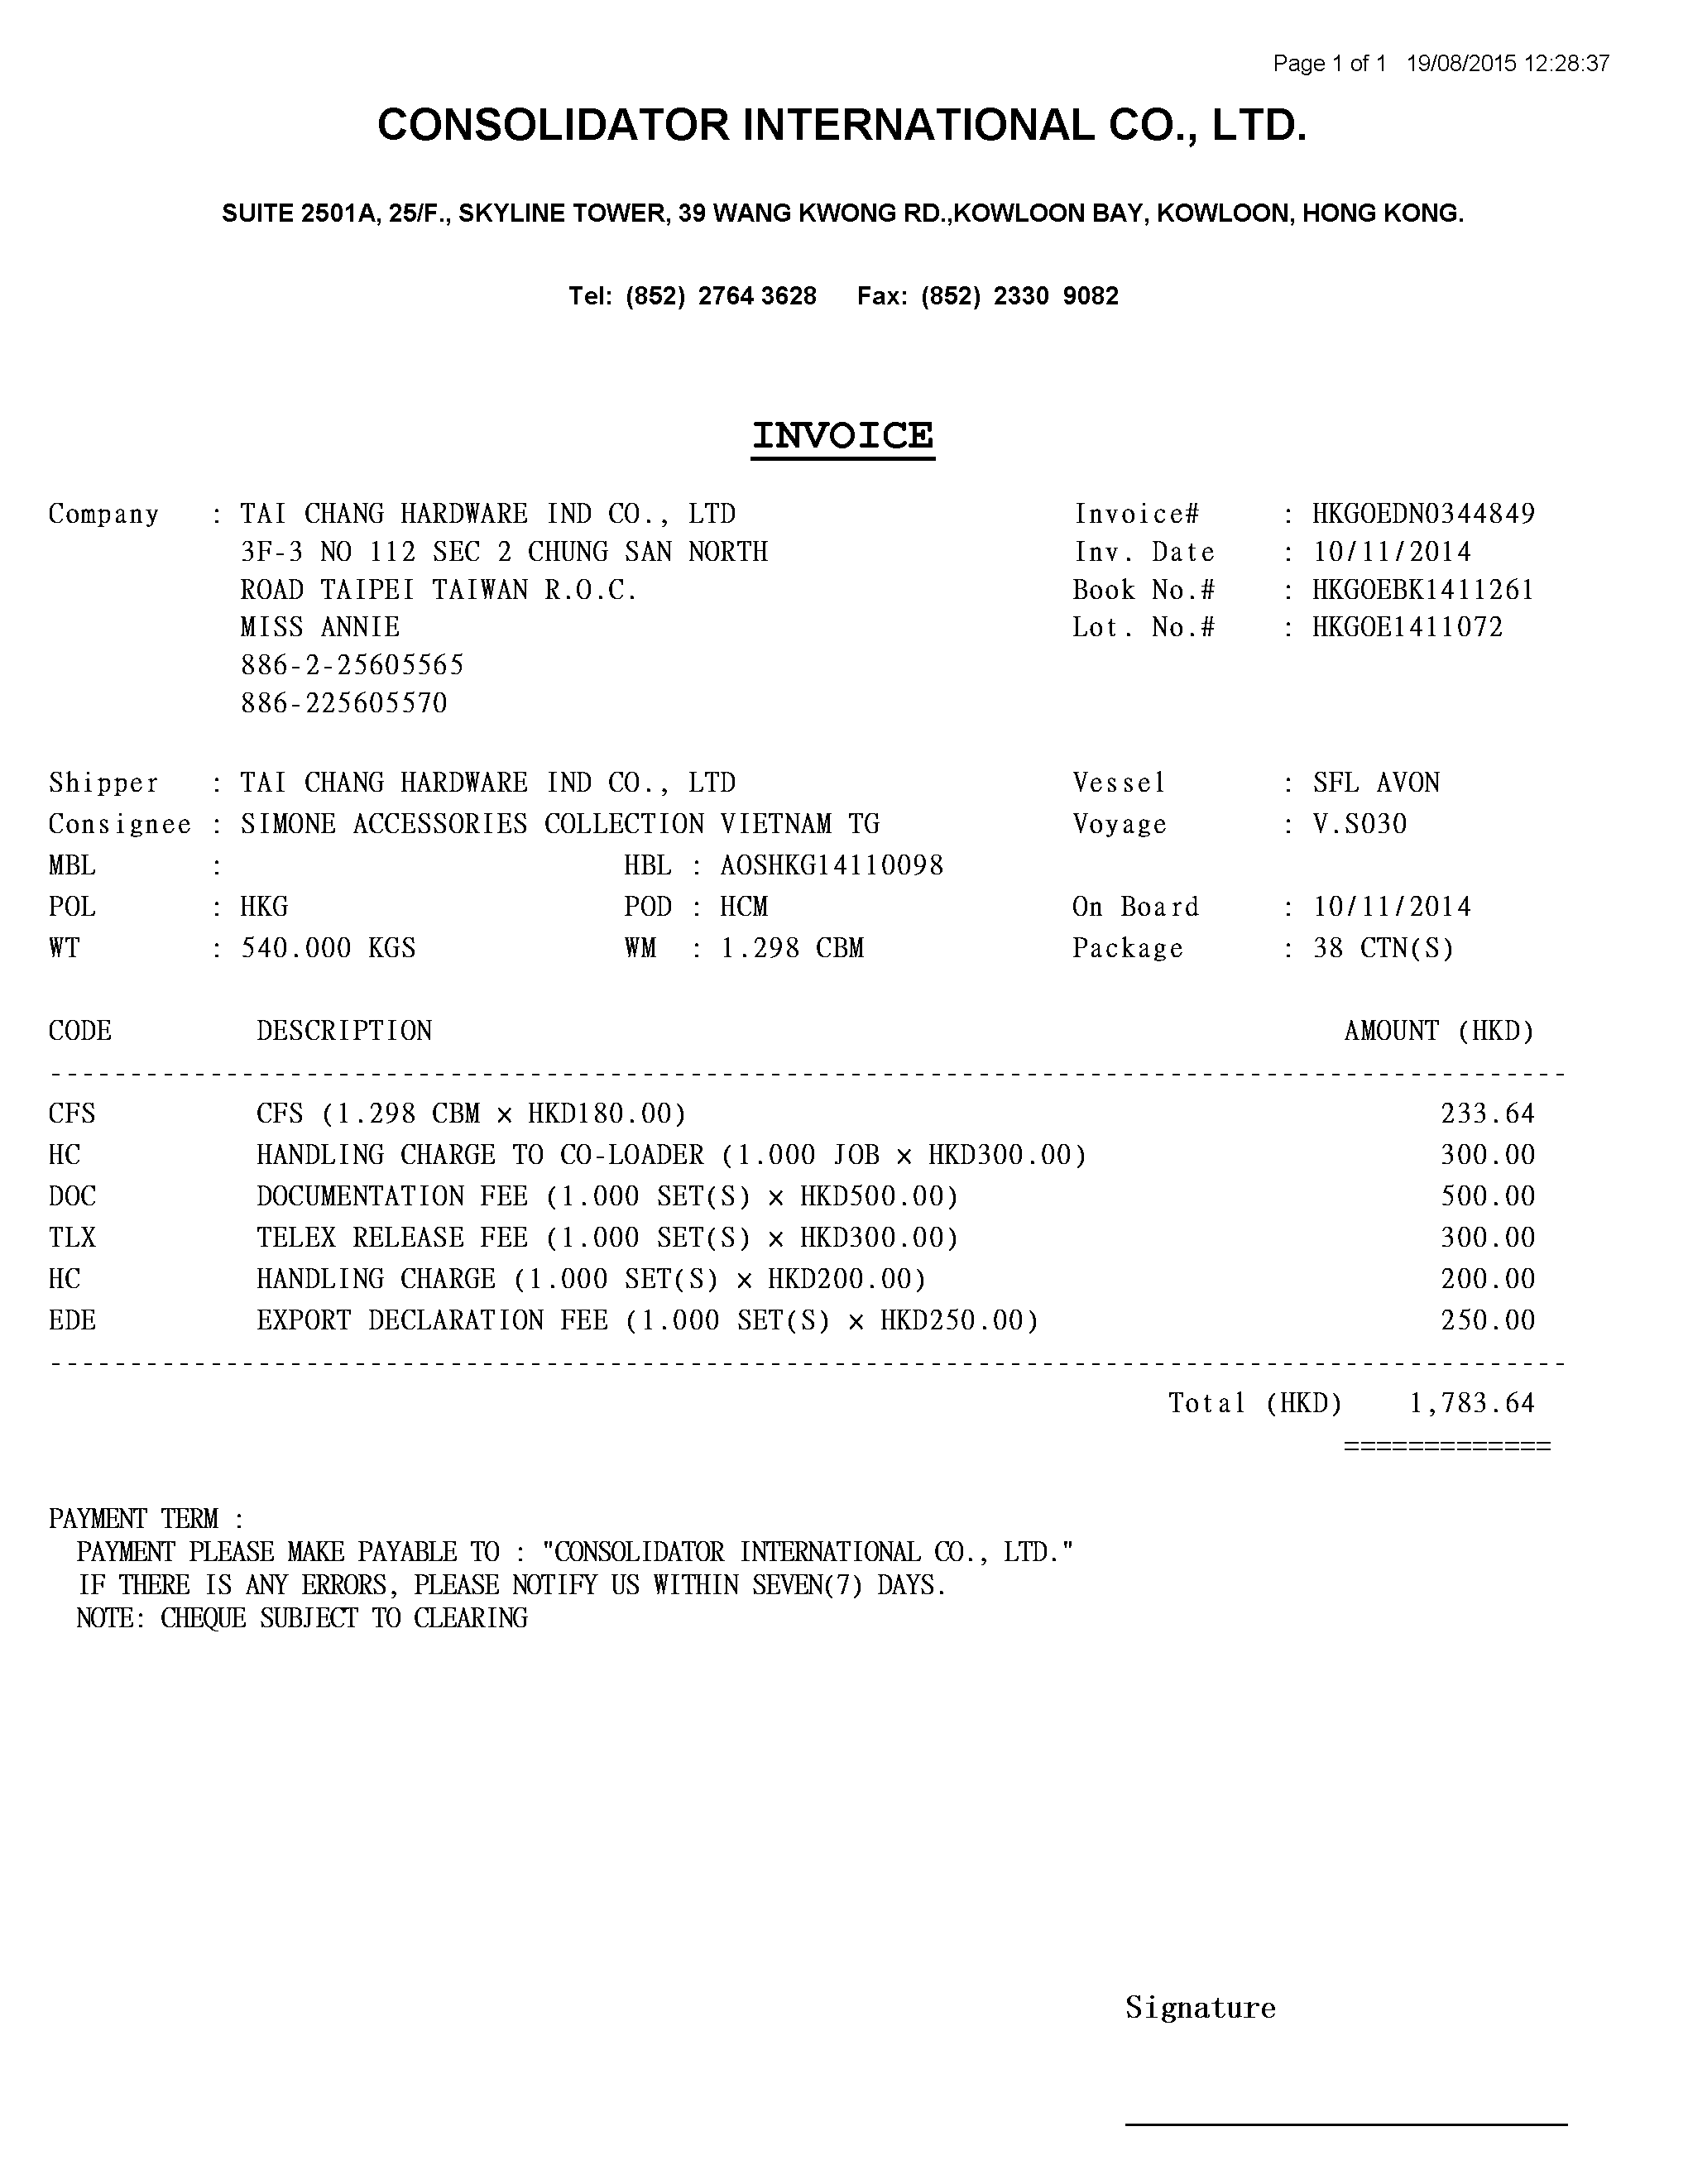 Page 1 of 1 19/08/2015 12:28:37
CONSOLIDATOR INTERNATIONAL CO., LTD.
SUITE 2501A, 25/F., SKYLINE TOWER, 39 WANG KWONG RD.,KOWLOON BAY, KOWLOON, HONG KONG.
Tel: (852) 2764 3628 Fax: (852) 2330 9082
INVOICE
Company : TAI CHANG HARDWARE IND CO., LTD Invoice# : HKGOEDN0344849
3F-3 NO 112 SEC 2 CHUNG SAN NORTH Inv. Date : 10/11/2014
ROAD TAIPEI TAIWAN R.O.C. Book No.# : HKGOEBK1411261
MISS ANNIE Lot. No.# : HKGOE1411072
886-2-25605565
886-225605570
Shipper : TAI CHANG HARDWARE IND CO., LTD Vessel : SFL AVON
Consignee : SIMONE ACCESSORIES COLLECTION VIETNAM TG Voyage : V.S030
MBL : HBL : AOSHKG14110098
POL : HKG POD : HCM On Board : 10/11/2014
WT : 540.000 KGS WM : 1.298 CBM Package : 38 CTN(S)
CODE DESCRIPTION AMOUNT (HKD)
CFS CFS (1.298 CBM × HKD180.00) 233.64
HC HANDLING CHARGE TO CO-LOADER (1.000 JOB × HKD300.00) 300.00
DOC DOCUMENTATION FEE (1.000 SET(S) × HKD500.00) 500.00
TLX TELEX RELEASE FEE (1.000 SET(S) × HKD300.00) 300.00
HC HANDLING CHARGE (1.000 SET(S) × HKD200.00) 200.00
EDE EXPORT DECLARATION FEE (1.000 SET(S) × HKD250.00) 250.00
Total (HKD) 1,783.64
=============
PAYMENT TERM :
PAYMENT PLEASE MAKE PAYABLE TO : "CONSOLIDATOR INTERNATIONAL CO., LTD."
IF THERE IS ANY ERRORS, PLEASE NOTIFY US WITHIN SEVEN(7) DAYS.
NOTE: CHEQUE SUBJECT TO CLEARING
Signature